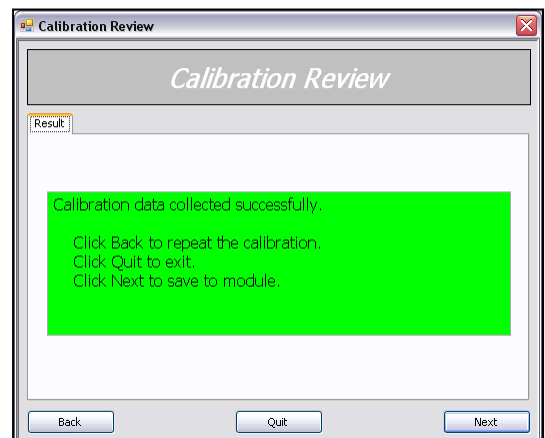 Calibration Review
Calibration Review
Result
Calibration data collected successfully.
Click Back to repeat the calibration.
Click Quit to exit.
Click Next to save to module.
Back Quit Next